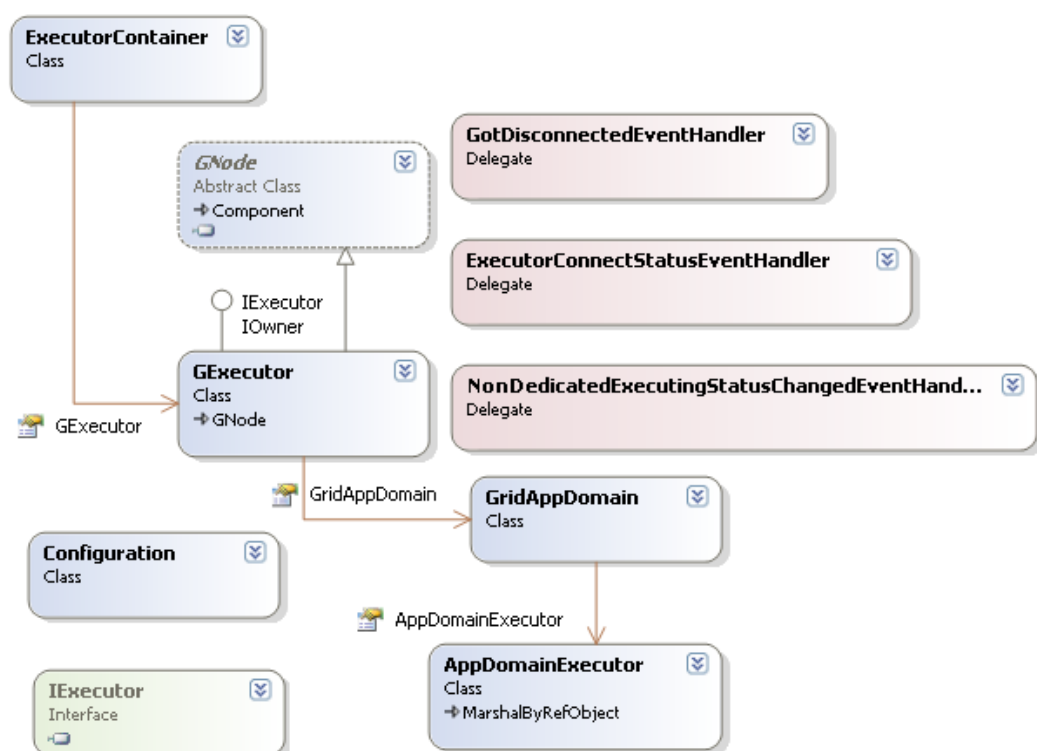 ExecutorContainer
Class
GNode
Abstract Class
Component
GotDisconnectedEventHandler
Delegate
ExecutorConnectStatusEventHandler
Delegate
IExecutor
IOwner
GExecutor
Class
GNode
NonDedicatedExecutingStatusChangedEventHand...
Delegate
GExecutor
GridAppDomain
GridAppDomain
Class
Configuration
Class
AppDomainExecutor
AppDomainExecutor
Class
MarshalByRefObject
IExecutor
Interface